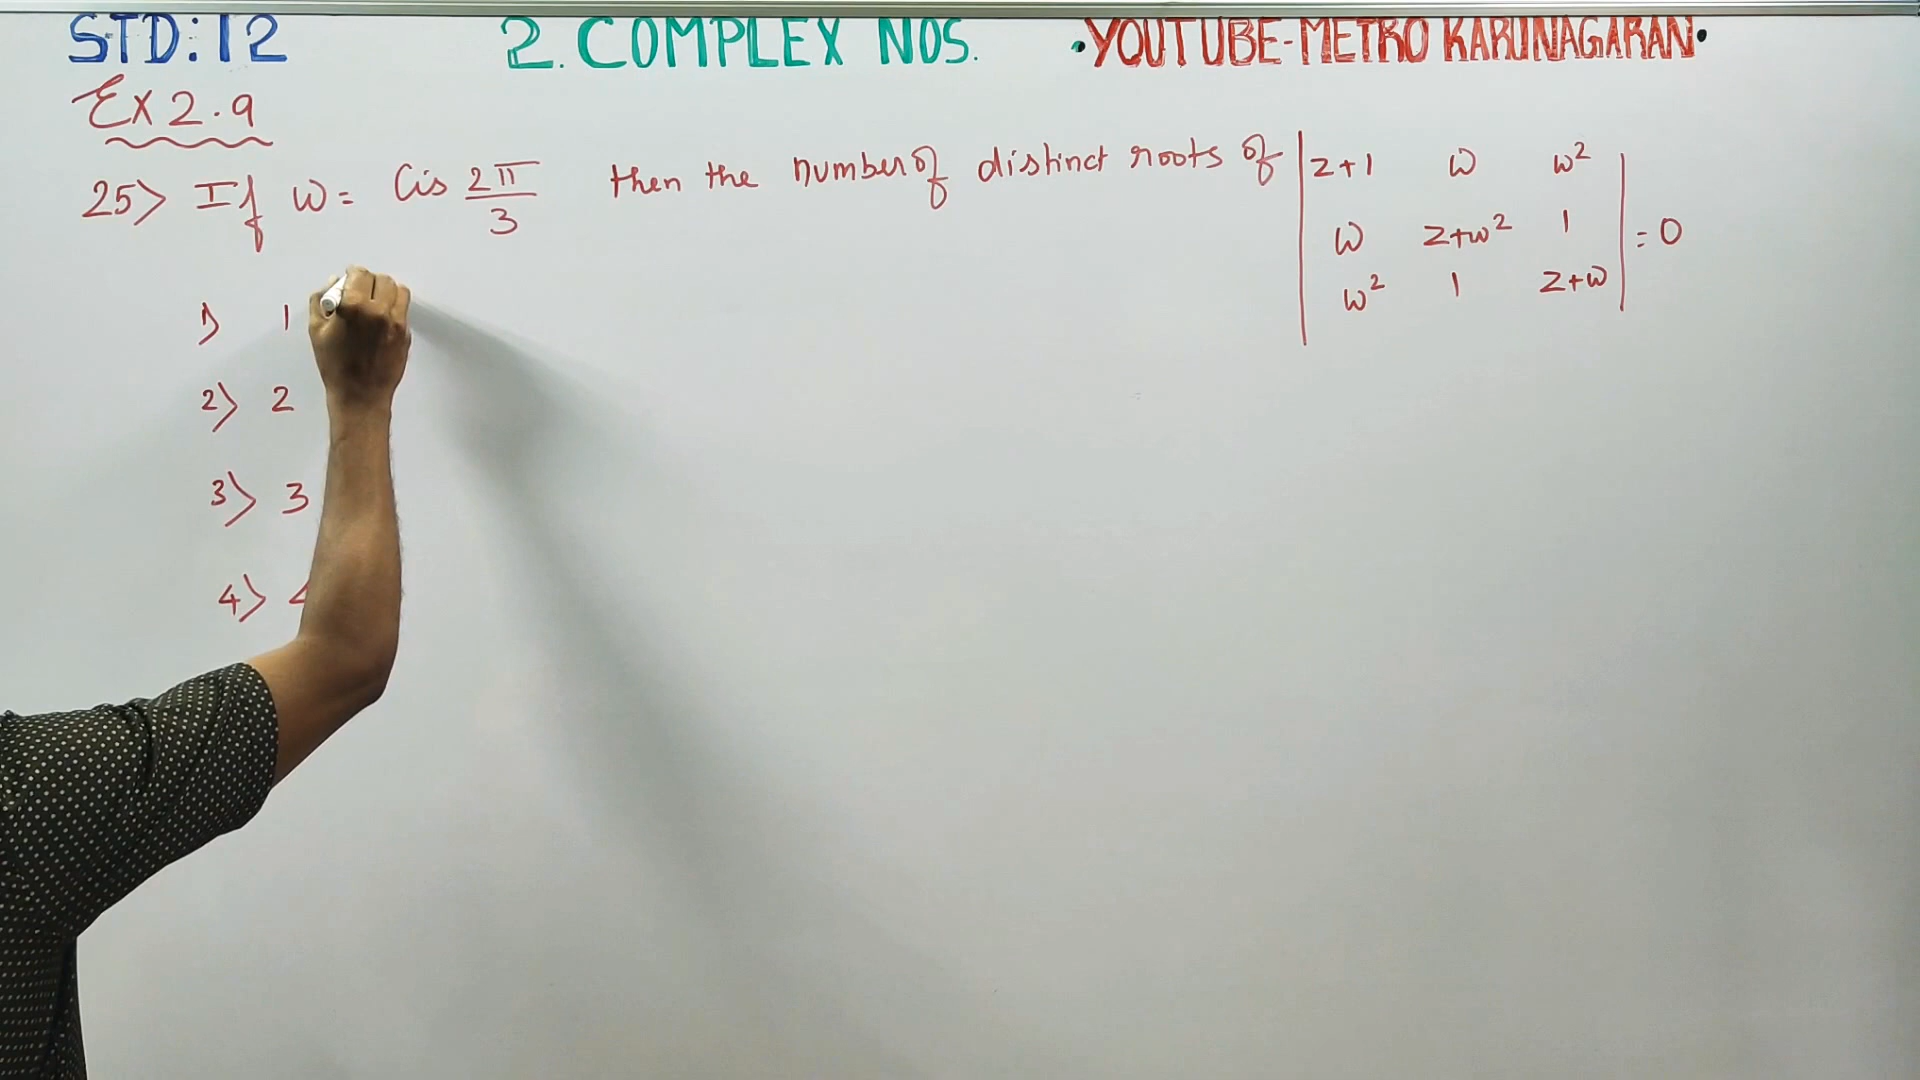 STD:12 2. COMPLEX NOS. •YOUTUBE-METRO KARUNAGARAN•
Ex 2.9
25) If ω = Cis 2π/3 then the number of distinct roots of | z+1 ω ω² |
| ω z+ω² 1 | = 0
| ω² 1 z+ω |
1) 1
2) 2
3) 3
4) 4